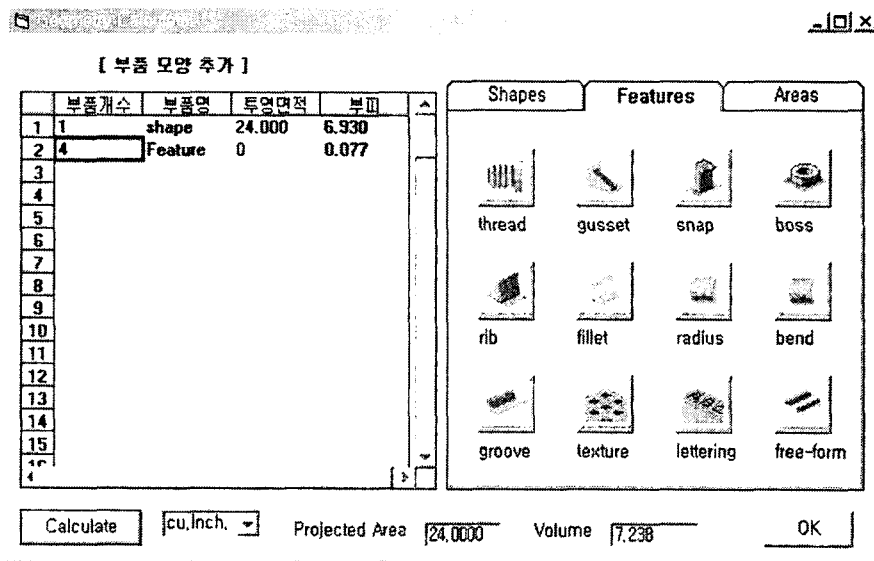 [ 부품 모양 추가 ]
부품개수 부품명 투영면적 부피
1 1 shape 24.000 6.930
2 4 Feature 0 0.077
3
4
5
6
7
8
9
10
11
12
13
14
15
Shapes Features Areas
thread gusset snap boss
rib fillet radius bend
groove texture lettering free-form
Calculate cu,Inch, Projected Area 24,0000 Volume 7,238 OK